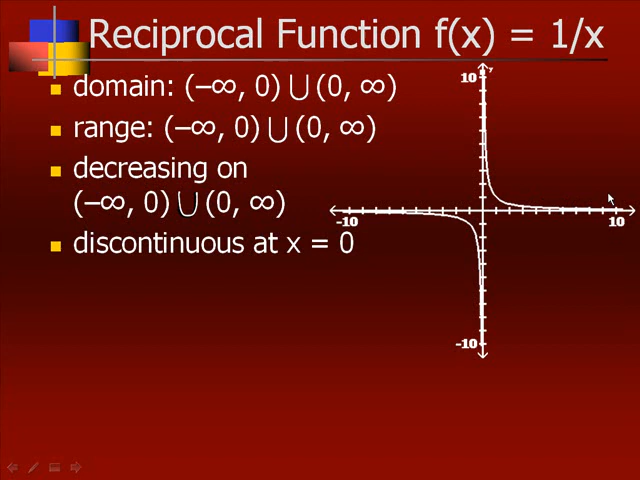 Reciprocal Function f(x) = 1/x
domain: (–∞, 0) ⋃ (0, ∞)
range: (–∞, 0) ⋃ (0, ∞)
decreasing on
(–∞, 0) ⋃ (0, ∞)
discontinuous at x = 0
10
y
-10
10
-10